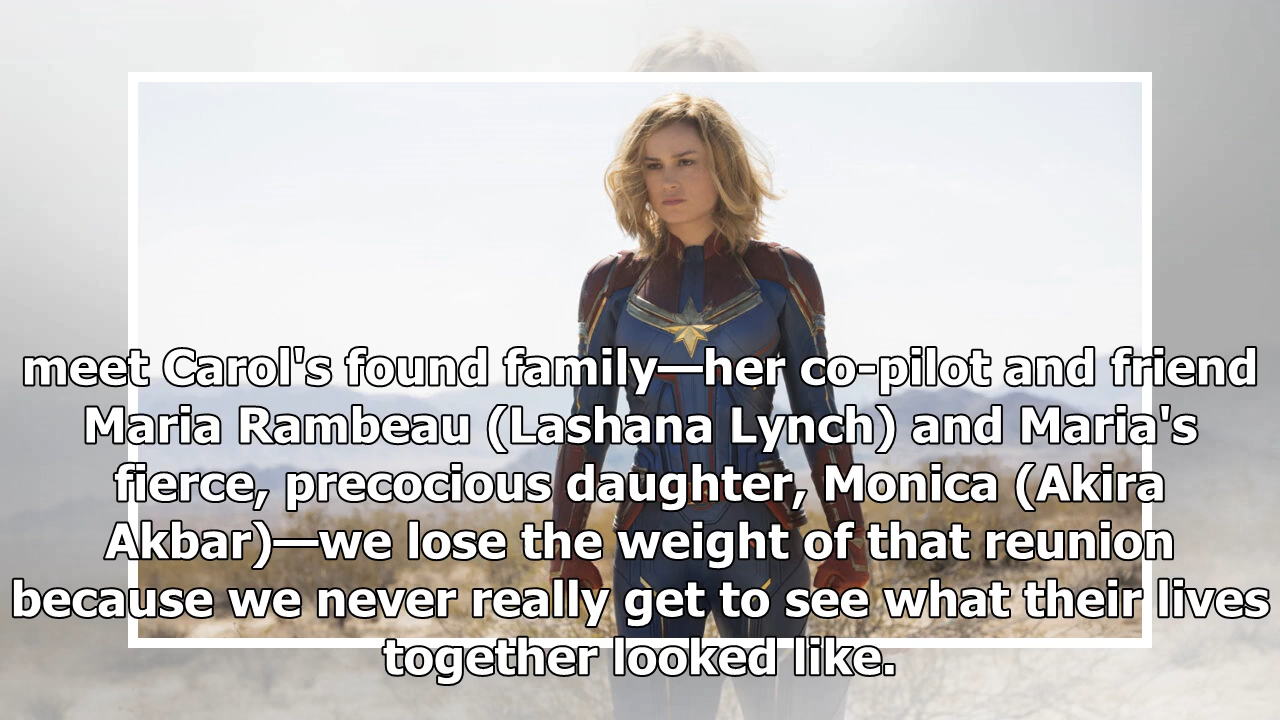 meet Carol's found family—her co-pilot and friend
Maria Rambeau (Lashana Lynch) and Maria's
fierce, precocious daughter, Monica (Akira
Akbar)—we lose the weight of that reunion
because we never really get to see what their lives
together looked like.